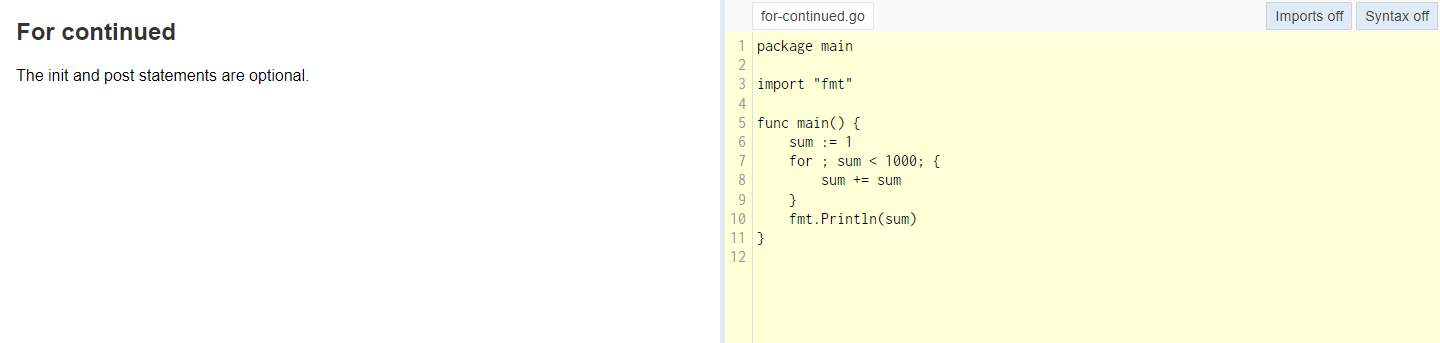 For continued
The init and post statements are optional.
for-continued.go
Imports off
Syntax off
1 package main
2
3 import "fmt"
4
5 func main() {
6     sum := 1
7     for ; sum < 1000; {
8         sum += sum
9     }
10     fmt.Println(sum)
11 }
12